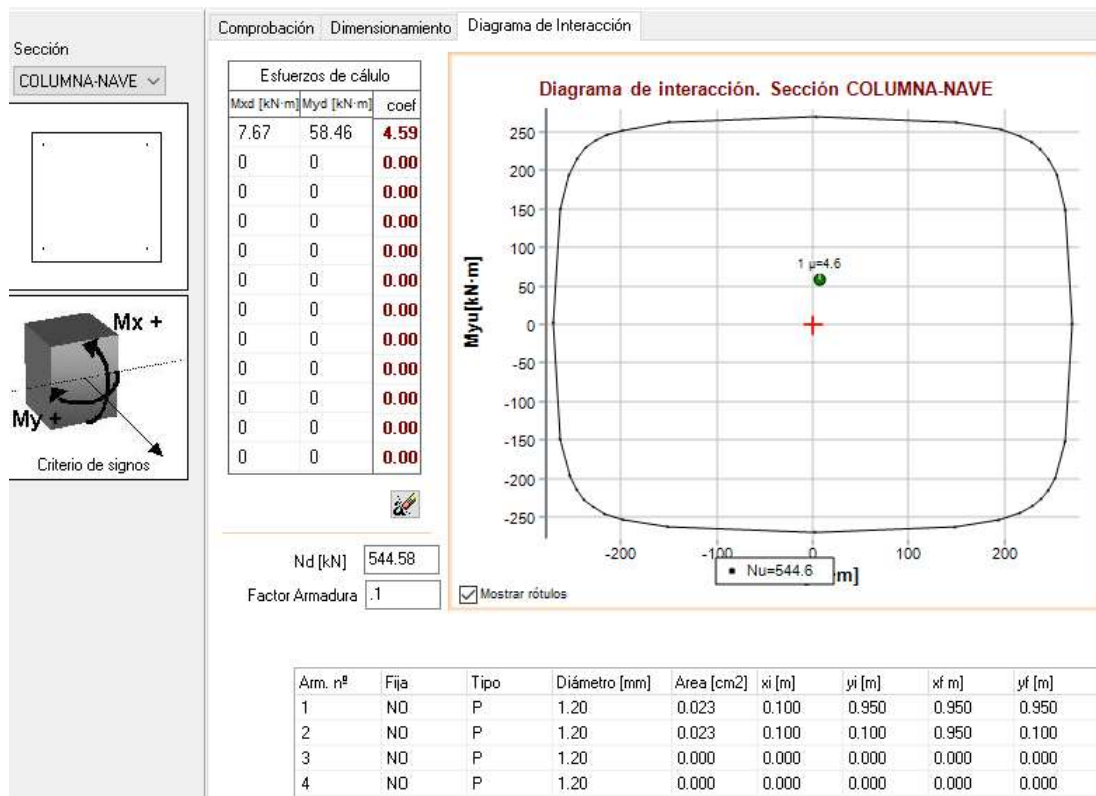 Comprobación Dimensionamiento Diagrama de Interacción
Sección
COLUMNA-NAVE
Mx +
My +
Criterio de signos
Esfuerzos de cálulo
Mxd [kN·m] Myd [kN·m] coef
7.67 58.46 4.59
0 0 0.00
0 0 0.00
0 0 0.00
0 0 0.00
0 0 0.00
0 0 0.00
0 0 0.00
0 0 0.00
0 0 0.00
0 0 0.00
0 0 0.00
Nd [kN] 544.58
Factor Armadura .1
Diagrama de interacción. Sección COLUMNA-NAVE
Myu[kN·m]
250
200
150
100
50
0
-50
-100
-150
-200
-250
1 µ=4.6
-200 -100 0 100 200
Nu=544.6
m]
Mostrar rótulos
Arm. nº Fija Tipo Diámetro [mm] Area [cm2] xi [m] yi [m] xf m] yf [m]
1 NO P 1.20 0.023 0.100 0.950 0.950 0.950
2 NO P 1.20 0.023 0.100 0.100 0.950 0.100
3 NO P 1.20 0.000 0.000 0.000 0.000 0.000
4 NO P 1.20 0.000 0.000 0.000 0.000 0.000